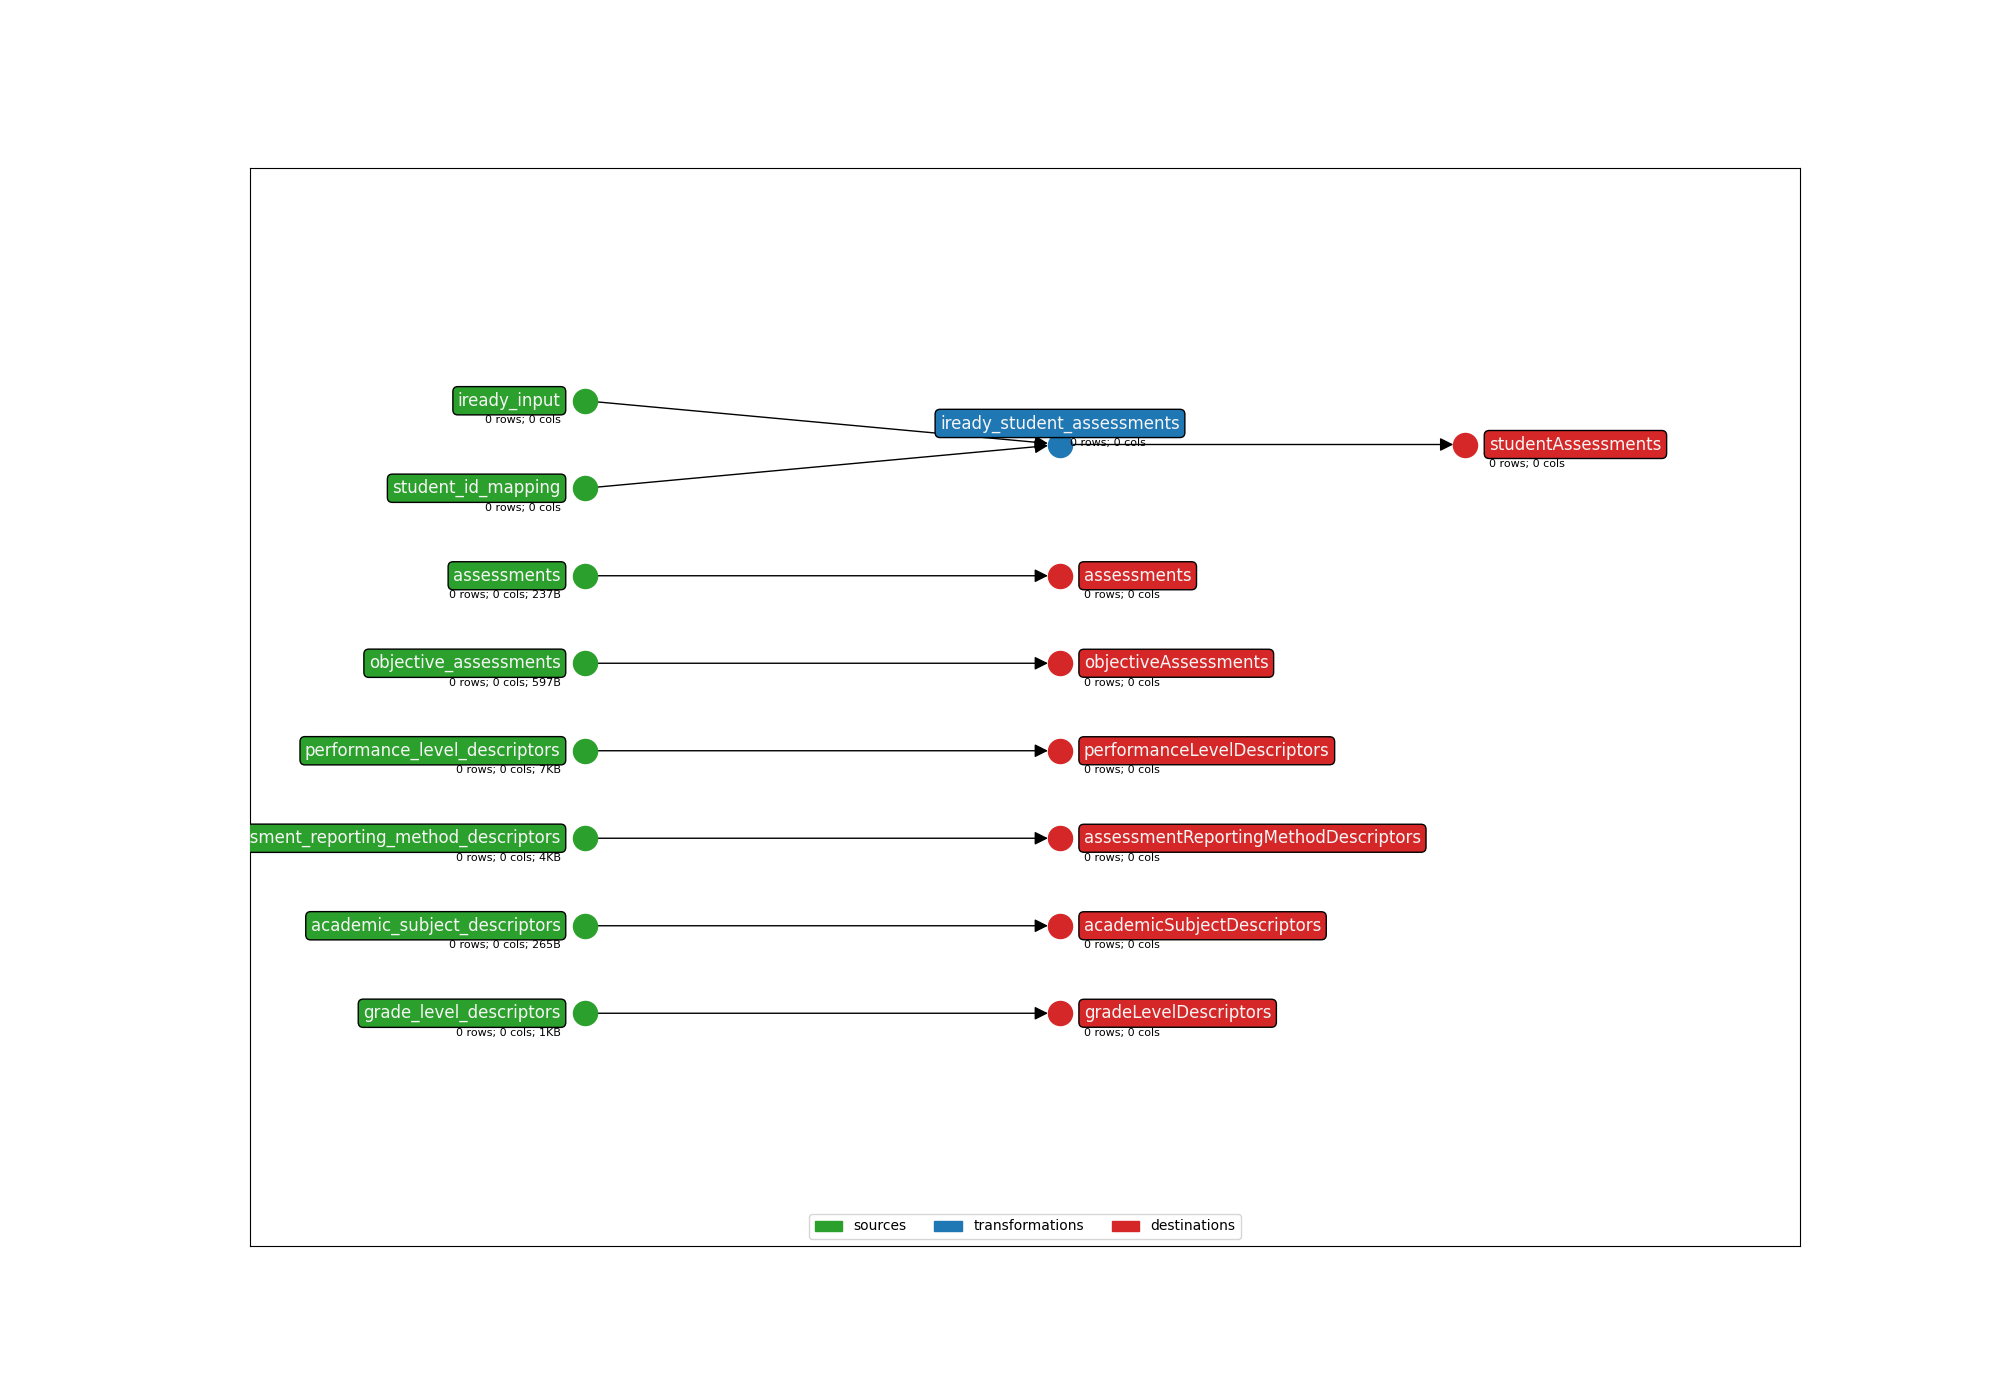 iready_input
0 rows; 0 cols
iready_student_assessments
0 rows; 0 cols
studentAssessments
0 rows; 0 cols
student_id_mapping
0 rows; 0 cols
assessments
0 rows; 0 cols; 237B
assessments
0 rows; 0 cols
objective_assessments
0 rows; 0 cols; 597B
objectiveAssessments
0 rows; 0 cols
performance_level_descriptors
0 rows; 0 cols; 7KB
performanceLevelDescriptors
0 rows; 0 cols
sment_reporting_method_descriptors
0 rows; 0 cols; 4KB
assessmentReportingMethodDescriptors
0 rows; 0 cols
academic_subject_descriptors
0 rows; 0 cols; 265B
academicSubjectDescriptors
0 rows; 0 cols
grade_level_descriptors
0 rows; 0 cols; 1KB
gradeLevelDescriptors
0 rows; 0 cols
sources transformations destinations